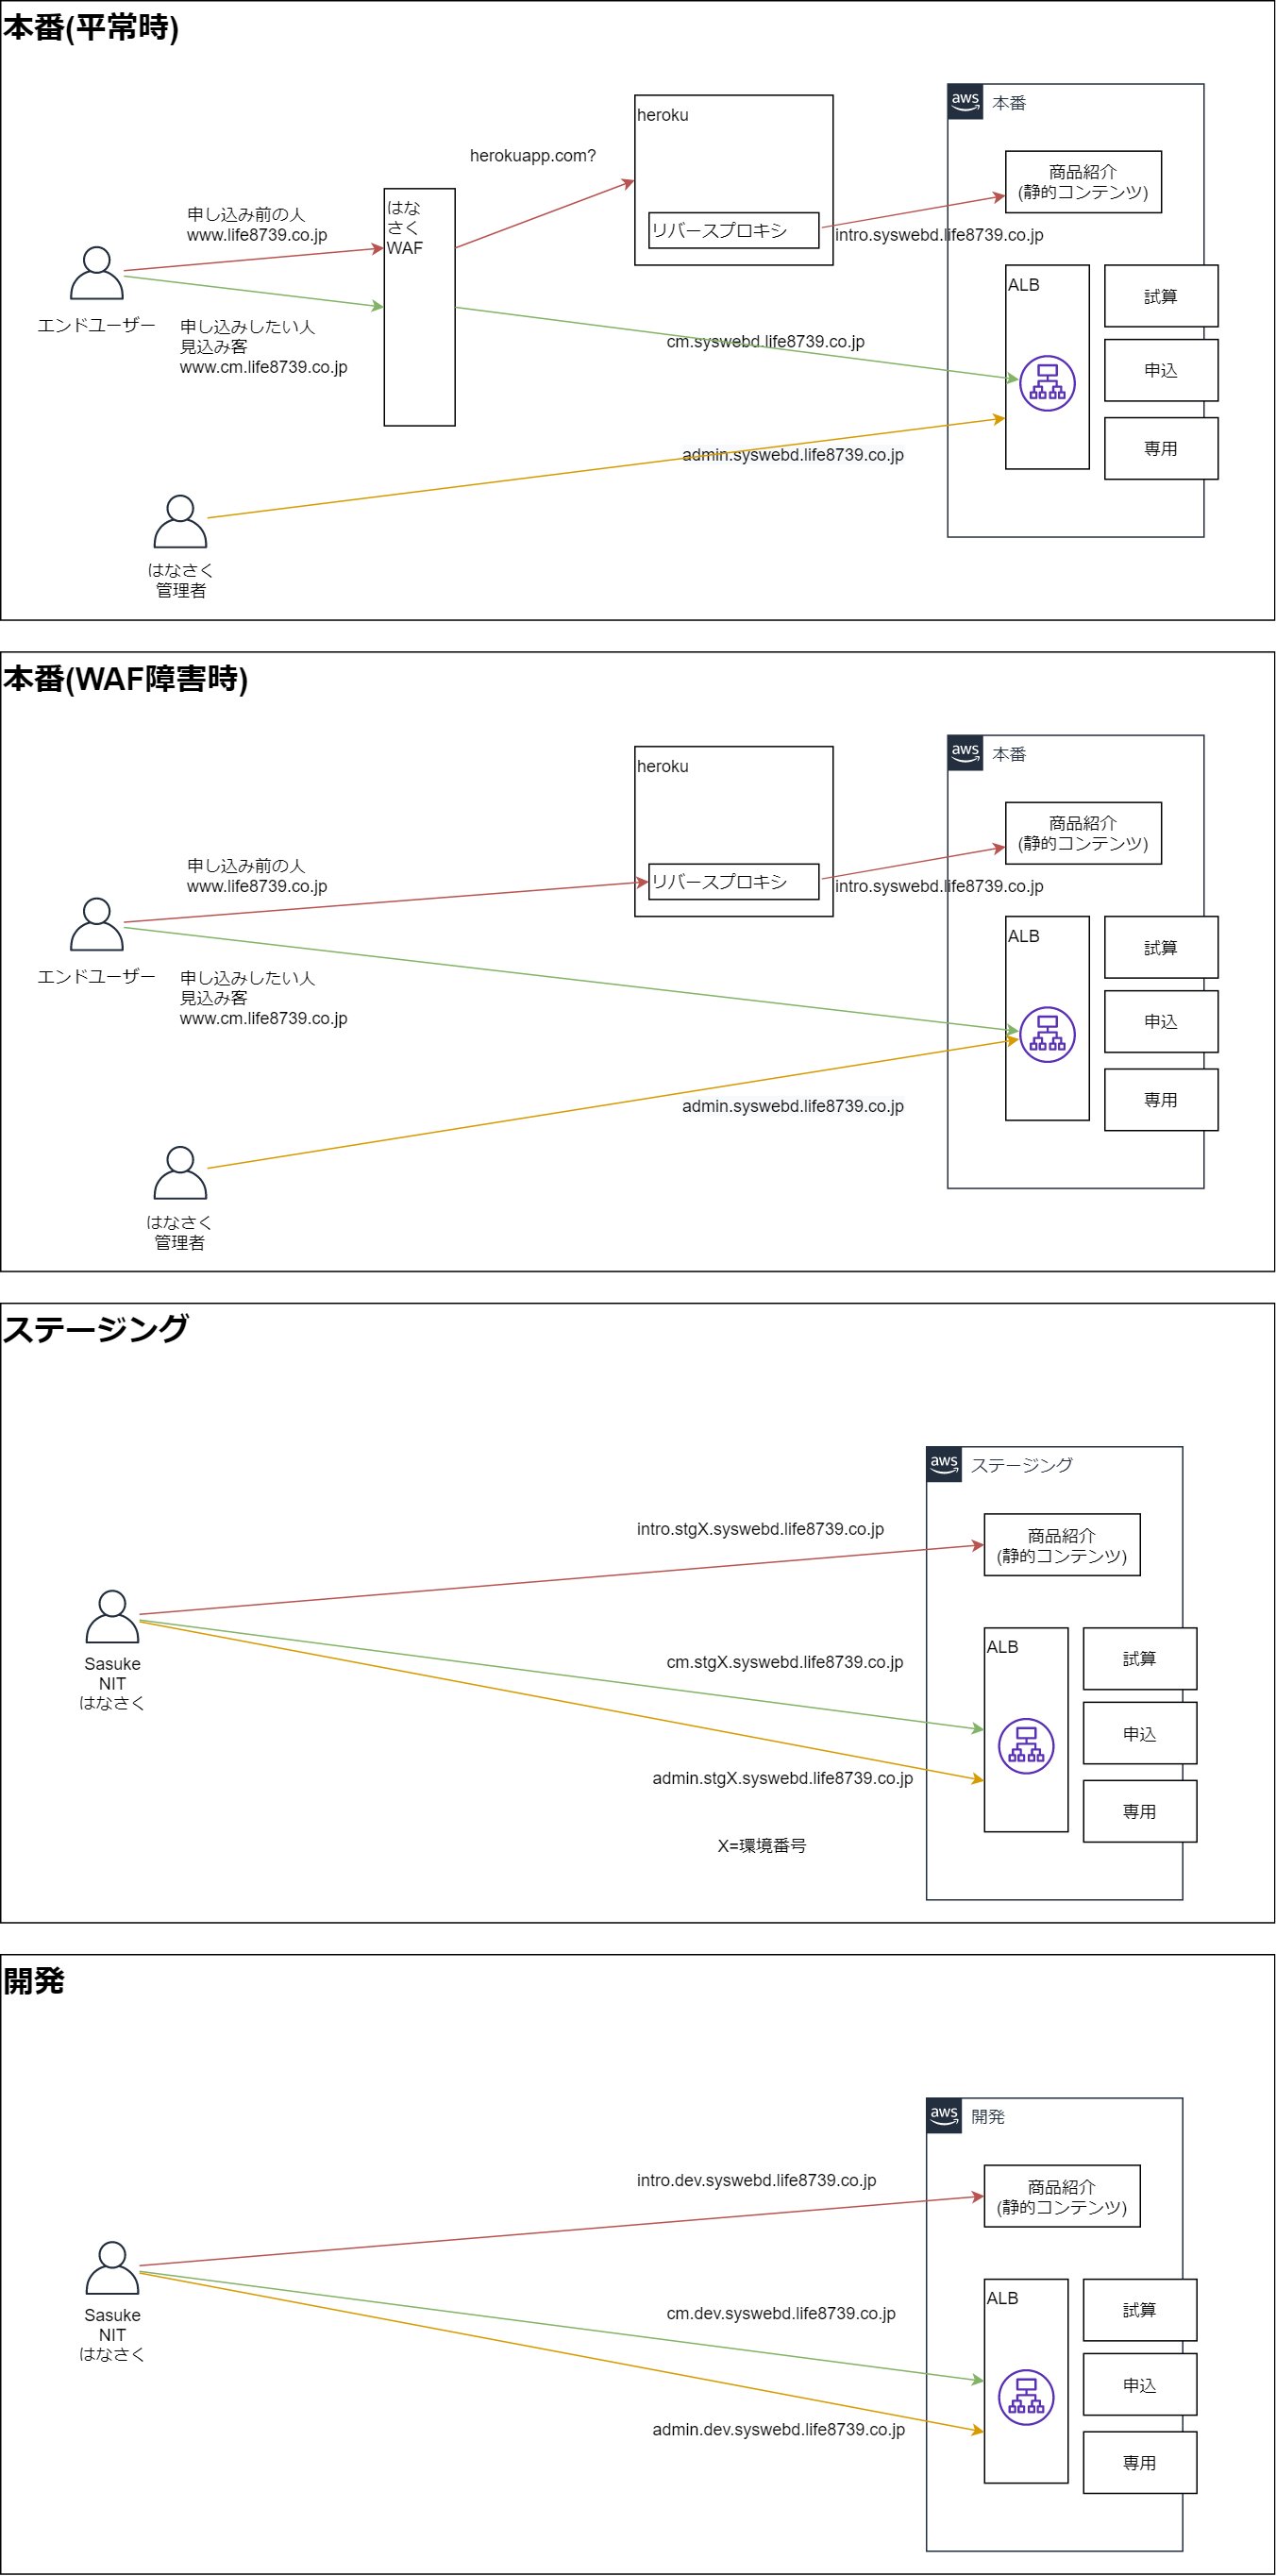 本番(平常時)
aws 本番
heroku
herokuapp.com?
商品紹介
(静的コンテンツ)
はな
さく
WAF
申し込み前の人
www.life8739.co.jp
リバースプロキシ
intro.syswebd.life8739.co.jp
ALB
試算
エンドユーザー
申し込みしたい人
見込み客
www.cm.life8739.co.jp
cm.syswebd.life8739.co.jp
申込
admin.syswebd.life8739.co.jp
専用
はなさく
管理者
本番(WAF障害時)
aws 本番
heroku
商品紹介
(静的コンテンツ)
申し込み前の人
www.life8739.co.jp
リバースプロキシ
intro.syswebd.life8739.co.jp
ALB
試算
エンドユーザー
申し込みしたい人
見込み客
www.cm.life8739.co.jp
申込
admin.syswebd.life8739.co.jp
専用
はなさく
管理者
ステージング
aws ステージング
intro.stgX.syswebd.life8739.co.jp
商品紹介
(静的コンテンツ)
Sasuke
NIT
はなさく
cm.stgX.syswebd.life8739.co.jp
ALB
試算
申込
admin.stgX.syswebd.life8739.co.jp
専用
X=環境番号
開発
aws 開発
intro.dev.syswebd.life8739.co.jp
商品紹介
(静的コンテンツ)
Sasuke
NIT
はなさく
cm.dev.syswebd.life8739.co.jp
ALB
試算
申込
admin.dev.syswebd.life8739.co.jp
専用